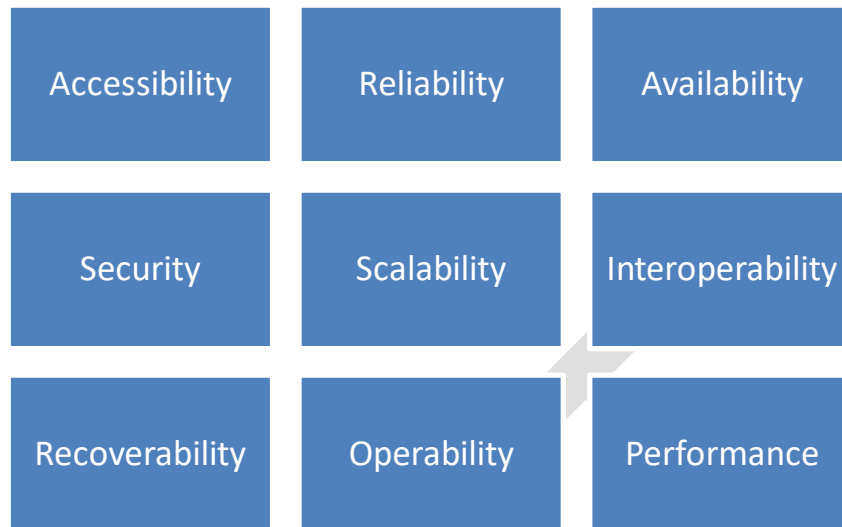 Accessibility
Reliability
Availability
Security
Scalability
Interoperability
Recoverability
Operability
Performance